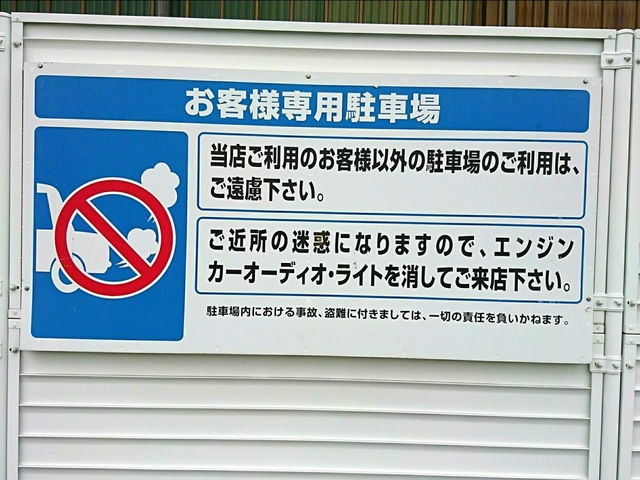 お客様専用駐車場
当店ご利用のお客様以外の駐車場のご利用は、
ご遠慮下さい。
ご近所の迷惑になりますので、エンジン
カーオーディオ・ライトを消してご来店下さい。
駐車場内における事故、盗難に付きましては、一切の責任を負いかねます。